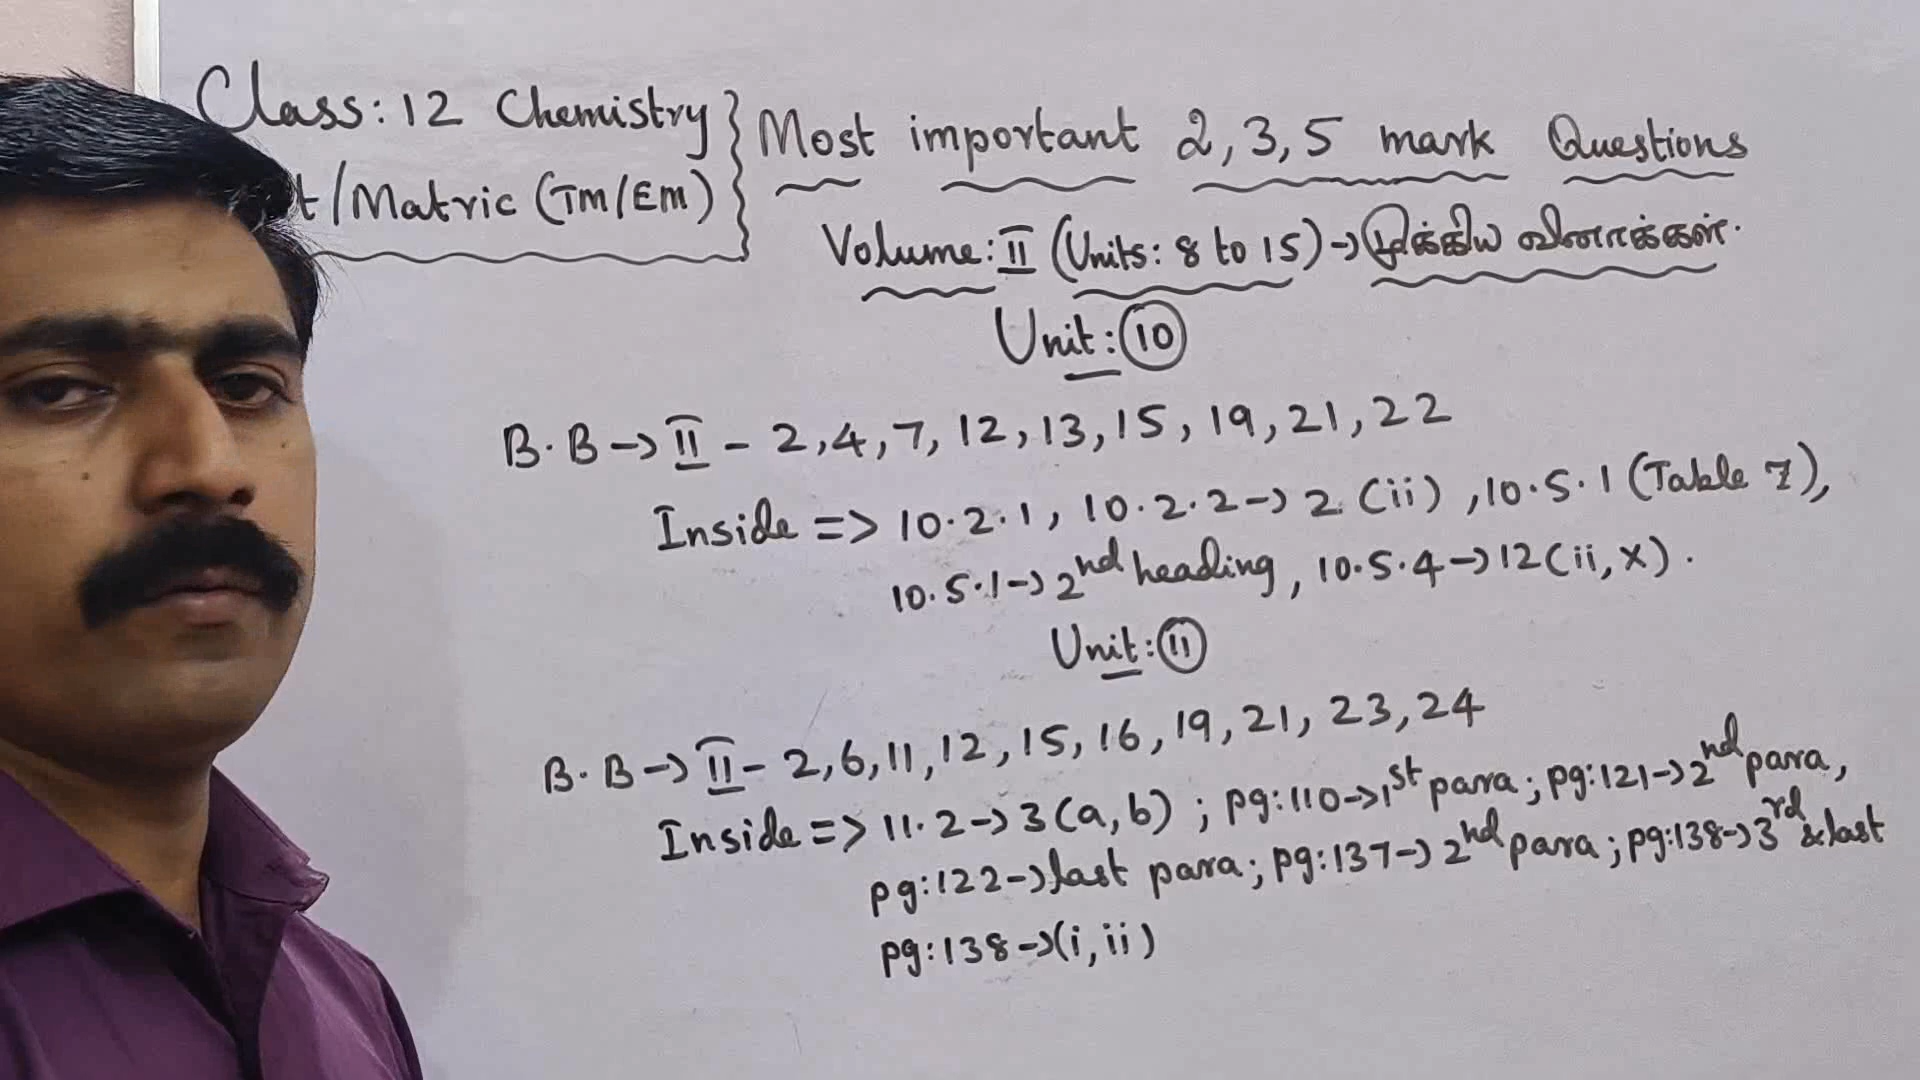 Class: 12 Chemistry } Most important 2, 3, 5 mark Questions
t/Matric (TM/EM)
Volume: II (Units: 8 to 15) → முக்கிய வினாக்கள்.
Unit: 10
B.B → II - 2, 4, 7, 12, 13, 15, 19, 21, 22
Inside => 10.2.1, 10.2.2 → 2 (ii), 10.5.1 (Table 7),
10.5.1 → 2nd heading, 10.5.4 → 12 (ii, x).
Unit: 11
B.B → II - 2, 6, 11, 12, 15, 16, 19, 21, 23, 24
Inside => 11.2 → 3 (a, b) ; pg: 110 → 1st para ; pg: 121 → 2nd para,
pg: 122 → last para ; pg: 137 → 2nd para ; pg: 138 → 3rd & last
pg: 138 → (i, ii)